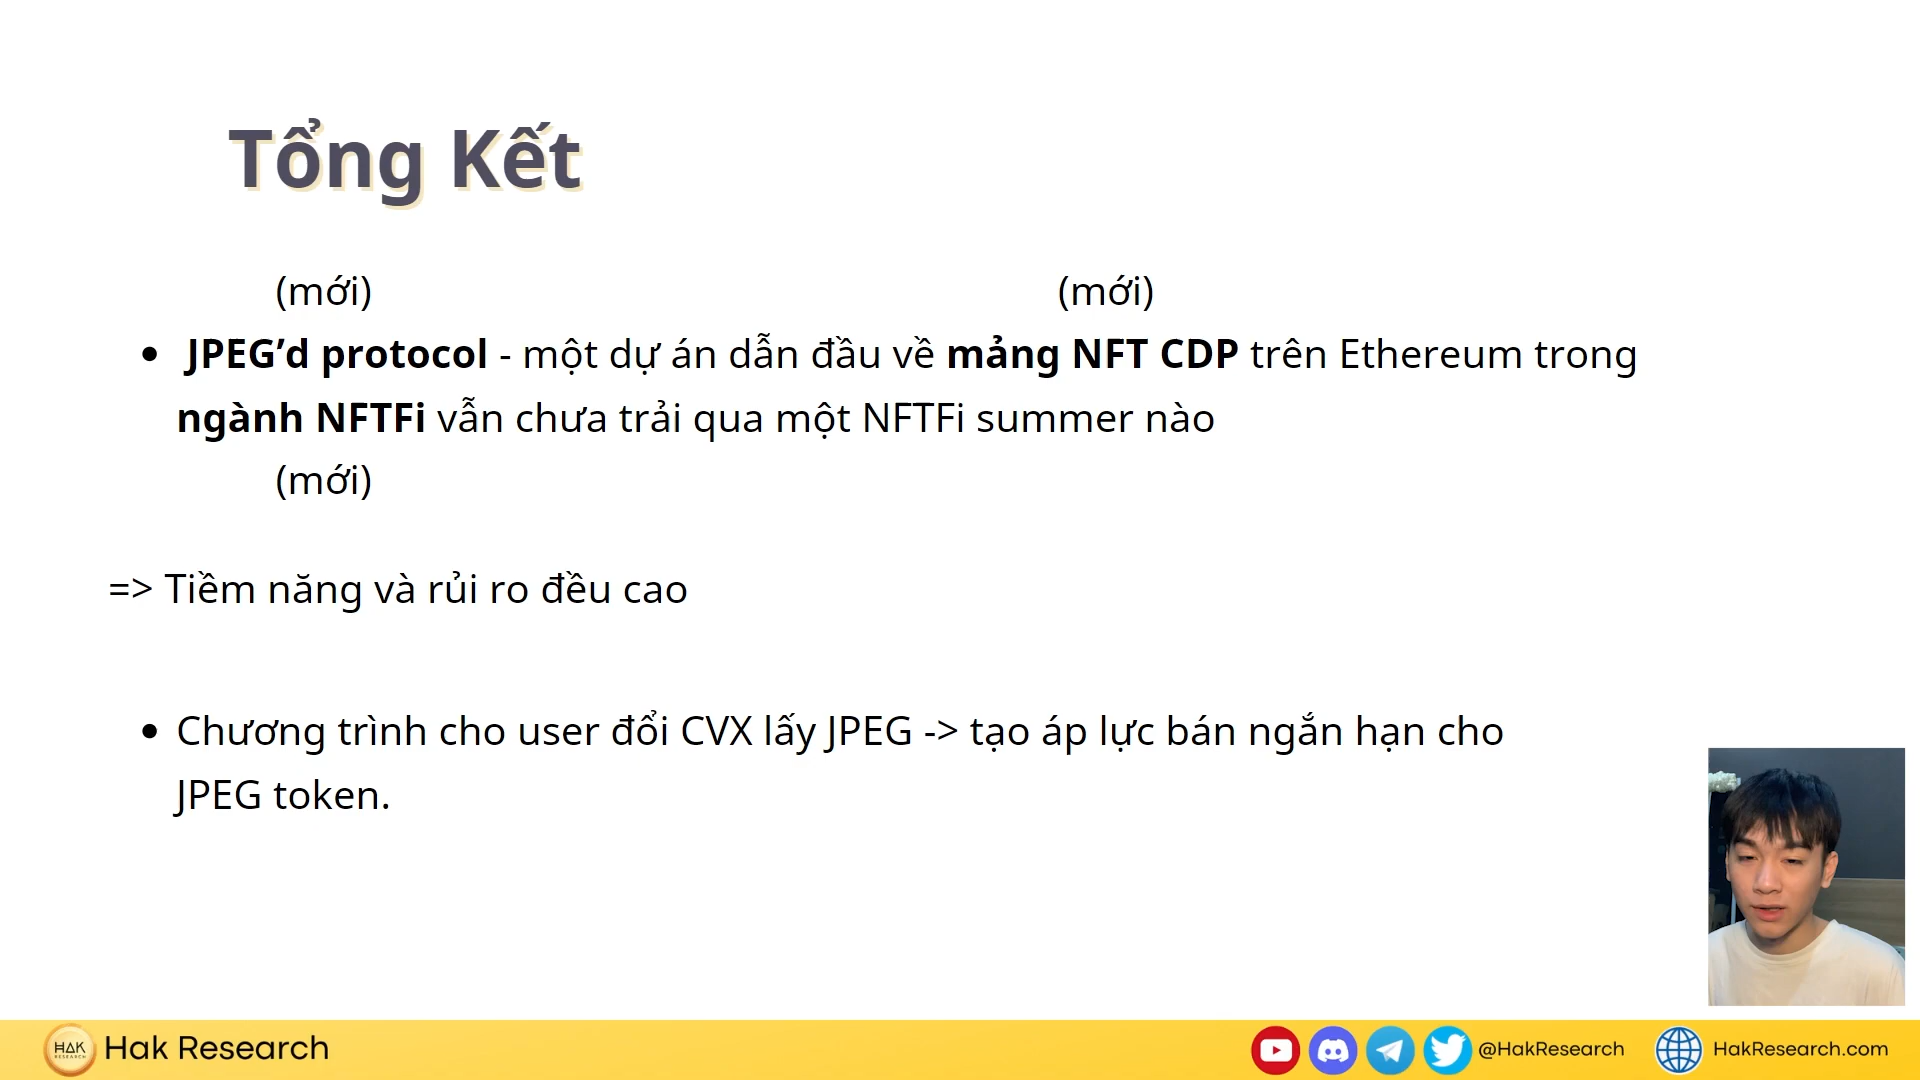 Tổng Kết
(mới) (mới)
• JPEG’d protocol - một dự án dẫn đầu về mảng NFT CDP trên Ethereum trong
ngành NFTFi vẫn chưa trải qua một NFTFi summer nào
(mới)
=> Tiềm năng và rủi ro đều cao
• Chương trình cho user đổi CVX lấy JPEG -> tạo áp lực bán ngắn hạn cho
JPEG token.
HAK
RESEARCH
Hak Research
@HakResearch
HakResearch.com